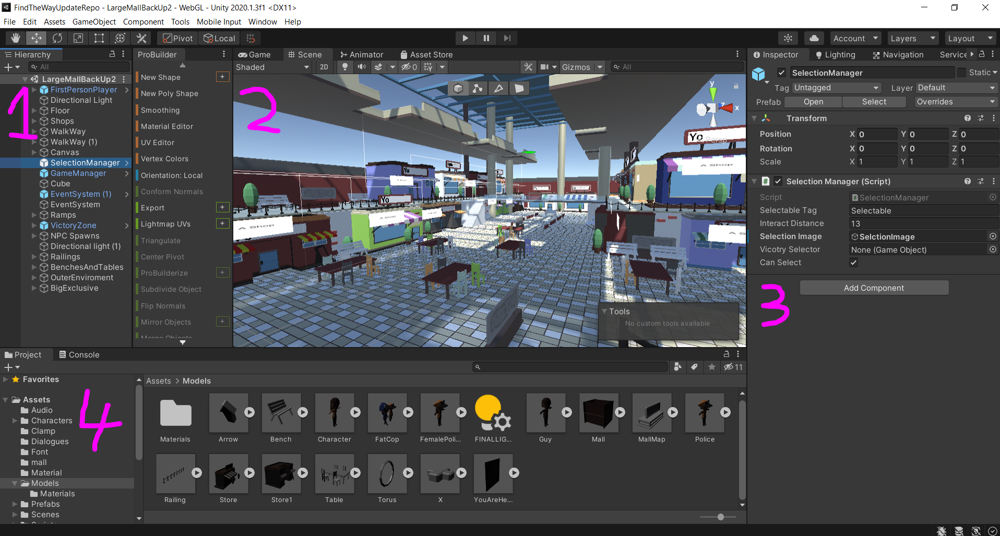 FindTheWayUpdateRepo - LargeMallBackUp2 - WebGL - Unity 2020.1.3f1 <DX11>
File Edit Assets GameObject Component Tools Mobile Input Window Help
Pivot Local Account Layers Layout
Hierarchy
All
LargeMallBackUp2
FirstPersonPlayer
Directional Light
Floor
Shops
WalkWay
WalkWay (1)
Canvas
SelectionManager
GameManager
Cube
EventSystem (1)
EventSystem
Ramps
VictoryZone
NPC Spawns
Directional light (1)
Railings
BenchesAndTables
OuterEnviroment
BigExclusive
1
ProBuilder
New Shape +
New Poly Shape
Smoothing
Material Editor
UV Editor
Vertex Colors
Orientation: Local
Conform Normals
Export +
Lightmap UVs +
Triangulate
Center Pivot
ProBuilderize +
Subdivide Object
Flip Normals
Mirror Objects +
Merge Objects
Game Scene Animator Asset Store
Shaded 2D 0 Gizmos All
2
y
z x
Persp
Yo
A Shop
Yo
Yo
A Shop
A Shop
A Shop
Tools
No custom tools available
Inspector Lighting Navigation Service
SelectionManager Static
Tag Untagged Layer Default
Prefab Open Select Overrides
Transform
Position X 0 Y 0 Z 0
Rotation X 0 Y 0 Z 0
Scale X 1 Y 1 Z 1
# Selection Manager (Script)
Script SelectionManager
Selectable Tag Selectable
Interact Distance 13
Selection Image SelctionImage
Vicotry Selector None (Game Object)
Can Select
Add Component
3
Project Console
11
Favorites
Assets
Audio
Characters
Clamp
Dialogues
Font
mall
Material
Models
Materials
Prefabs
Scenes
Scripts
4
Assets > Models
Materials Arrow Bench Character FatCop FemalePoli... FINALLIG... Guy Mall MallMap Police
Railing Store Store1 Table Torus X YouAreHe...